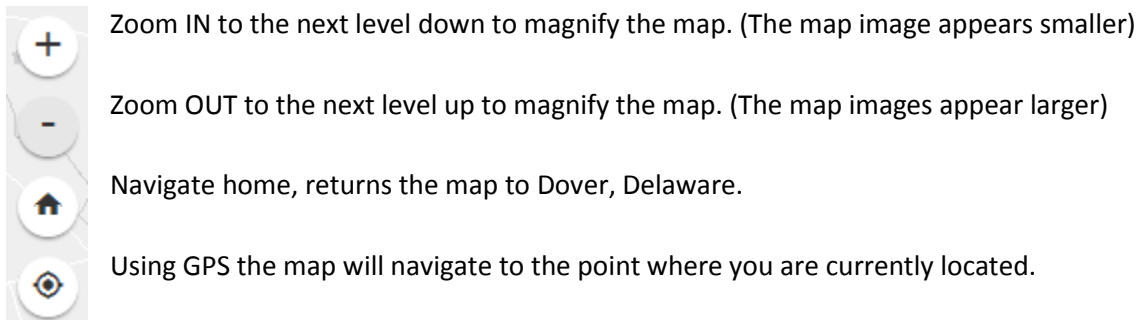 + Zoom IN to the next level down to magnify the map. (The map image appears smaller)
- Zoom OUT to the next level up to magnify the map. (The map images appear larger)
Navigate home, returns the map to Dover, Delaware.
Using GPS the map will navigate to the point where you are currently located.